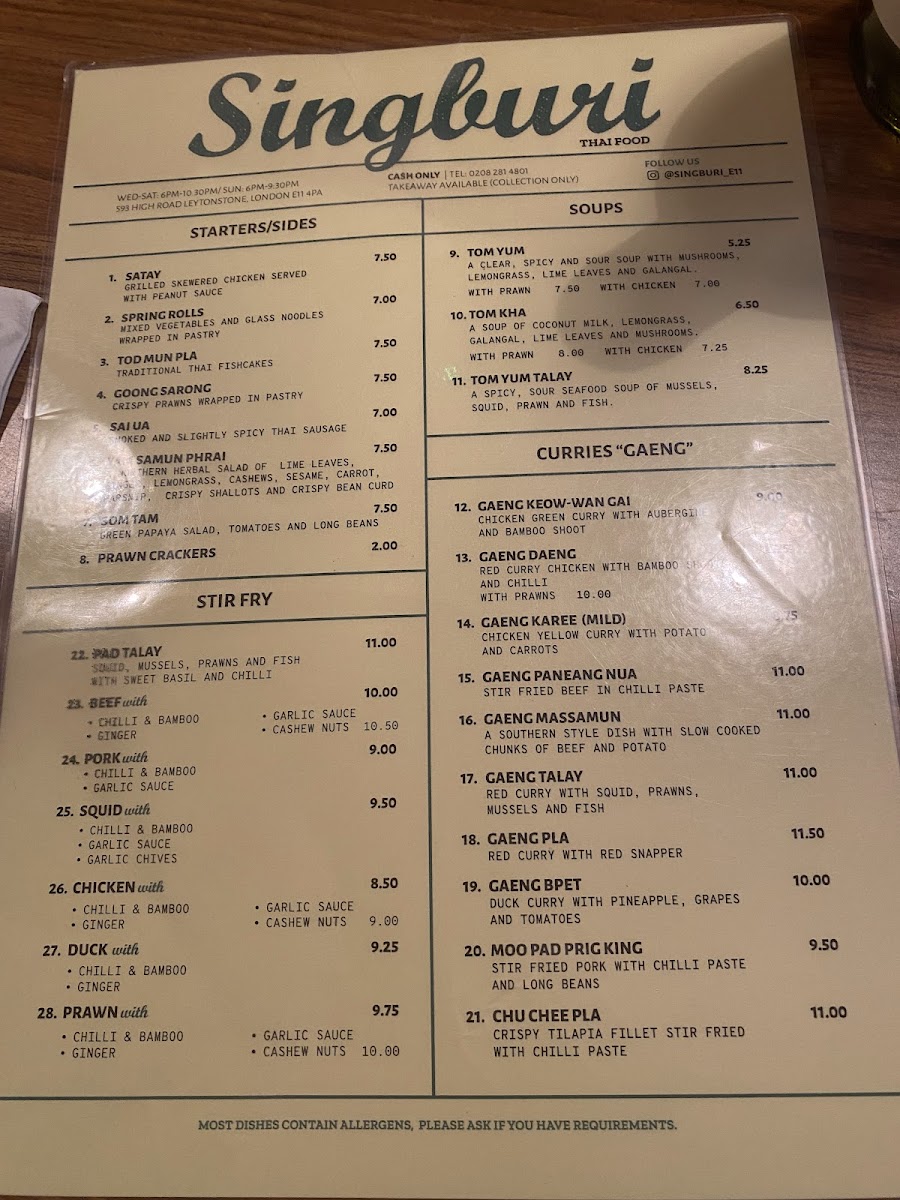 Singburi
THAI FOOD
WED-SAT: 6PM-10.30PM/ SUN: 6PM-9:30PM
593 HIGH ROAD LEYTONSTONE, LONDON E11 4PA
CASH ONLY | TEL: 0208 281 4801
TAKEAWAY AVAILABLE (COLLECTION ONLY)
FOLLOW US
@SINGBURI_E11
STARTERS/SIDES
1. SATAY 7.50
GRILLED SKEWERED CHICKEN SERVED
WITH PEANUT SAUCE
2. SPRING ROLLS 7.00
MIXED VEGETABLES AND GLASS NOODLES
WRAPPED IN PASTRY
3. TOD MUN PLA 7.50
TRADITIONAL THAI FISHCAKES
4. GOONG SARONG 7.50
CRISPY PRAWNS WRAPPED IN PASTRY
SAI UA 7.00
SMOKED AND SLIGHTLY SPICY THAI SAUSAGE
SAMUN PHRAI 7.50
HERBAL SALAD OF LIME LEAVES,
LEMONGRASS, CASHEWS, SESAME, CARROT,
PARSNIP, CRISPY SHALLOTS AND CRISPY BEAN CURD
7. SOM TAM 7.50
GREEN PAPAYA SALAD, TOMATOES AND LONG BEANS
8. PRAWN CRACKERS 2.00
STIR FRY
22. PAD TALAY 11.00
SQUID, MUSSELS, PRAWNS AND FISH
WITH SWEET BASIL AND CHILLI
23. BEEF with 10.00
• CHILLI & BAMBOO • GARLIC SAUCE
• GINGER • CASHEW NUTS 10.50
24. PORK with 9.00
• CHILLI & BAMBOO
• GARLIC SAUCE
25. SQUID with 9.50
• CHILLI & BAMBOO
• GARLIC SAUCE
• GARLIC CHIVES
26. CHICKEN with 8.50
• CHILLI & BAMBOO • GARLIC SAUCE
• GINGER • CASHEW NUTS 9.00
27. DUCK with 9.25
• CHILLI & BAMBOO
• GINGER
28. PRAWN with 9.75
• CHILLI & BAMBOO • GARLIC SAUCE
• GINGER • CASHEW NUTS 10.00
SOUPS
9. TOM YUM 5.25
A CLEAR, SPICY AND SOUR SOUP WITH MUSHROOMS,
LEMONGRASS, LIME LEAVES AND GALANGAL.
WITH PRAWN 7.50 WITH CHICKEN 7.00
10. TOM KHA 6.50
A SOUP OF COCONUT MILK, LEMONGRASS,
GALANGAL, LIME LEAVES AND MUSHROOMS.
WITH PRAWN 8.00 WITH CHICKEN 7.25
11. TOM YUM TALAY 8.25
A SPICY, SOUR SEAFOOD SOUP OF MUSSELS,
SQUID, PRAWN AND FISH.
CURRIES “GAENG”
12. GAENG KEOW-WAN GAI
CHICKEN GREEN CURRY WITH AUBERGINE
AND BAMBOO SHOOT
13. GAENG DAENG
RED CURRY CHICKEN WITH BAMBOO
AND CHILLI
WITH PRAWNS 10.00
14. GAENG KAREE (MILD)
CHICKEN YELLOW CURRY WITH POTATO
AND CARROTS
15. GAENG PANEANG NUA 11.00
STIR FRIED BEEF IN CHILLI PASTE
16. GAENG MASSAMUN 11.00
A SOUTHERN STYLE DISH WITH SLOW COOKED
CHUNKS OF BEEF AND POTATO
17. GAENG TALAY 11.00
RED CURRY WITH SQUID, PRAWNS,
MUSSELS AND FISH
18. GAENG PLA 11.50
RED CURRY WITH RED SNAPPER
19. GAENG BPET 10.00
DUCK CURRY WITH PINEAPPLE, GRAPES
AND TOMATOES
20. MOO PAD PRIG KING 9.50
STIR FRIED PORK WITH CHILLI PASTE
AND LONG BEANS
21. CHU CHEE PLA 11.00
CRISPY TILAPIA FILLET STIR FRIED
WITH CHILLI PASTE
MOST DISHES CONTAIN ALLERGENS, PLEASE ASK IF YOU HAVE REQUIREMENTS.